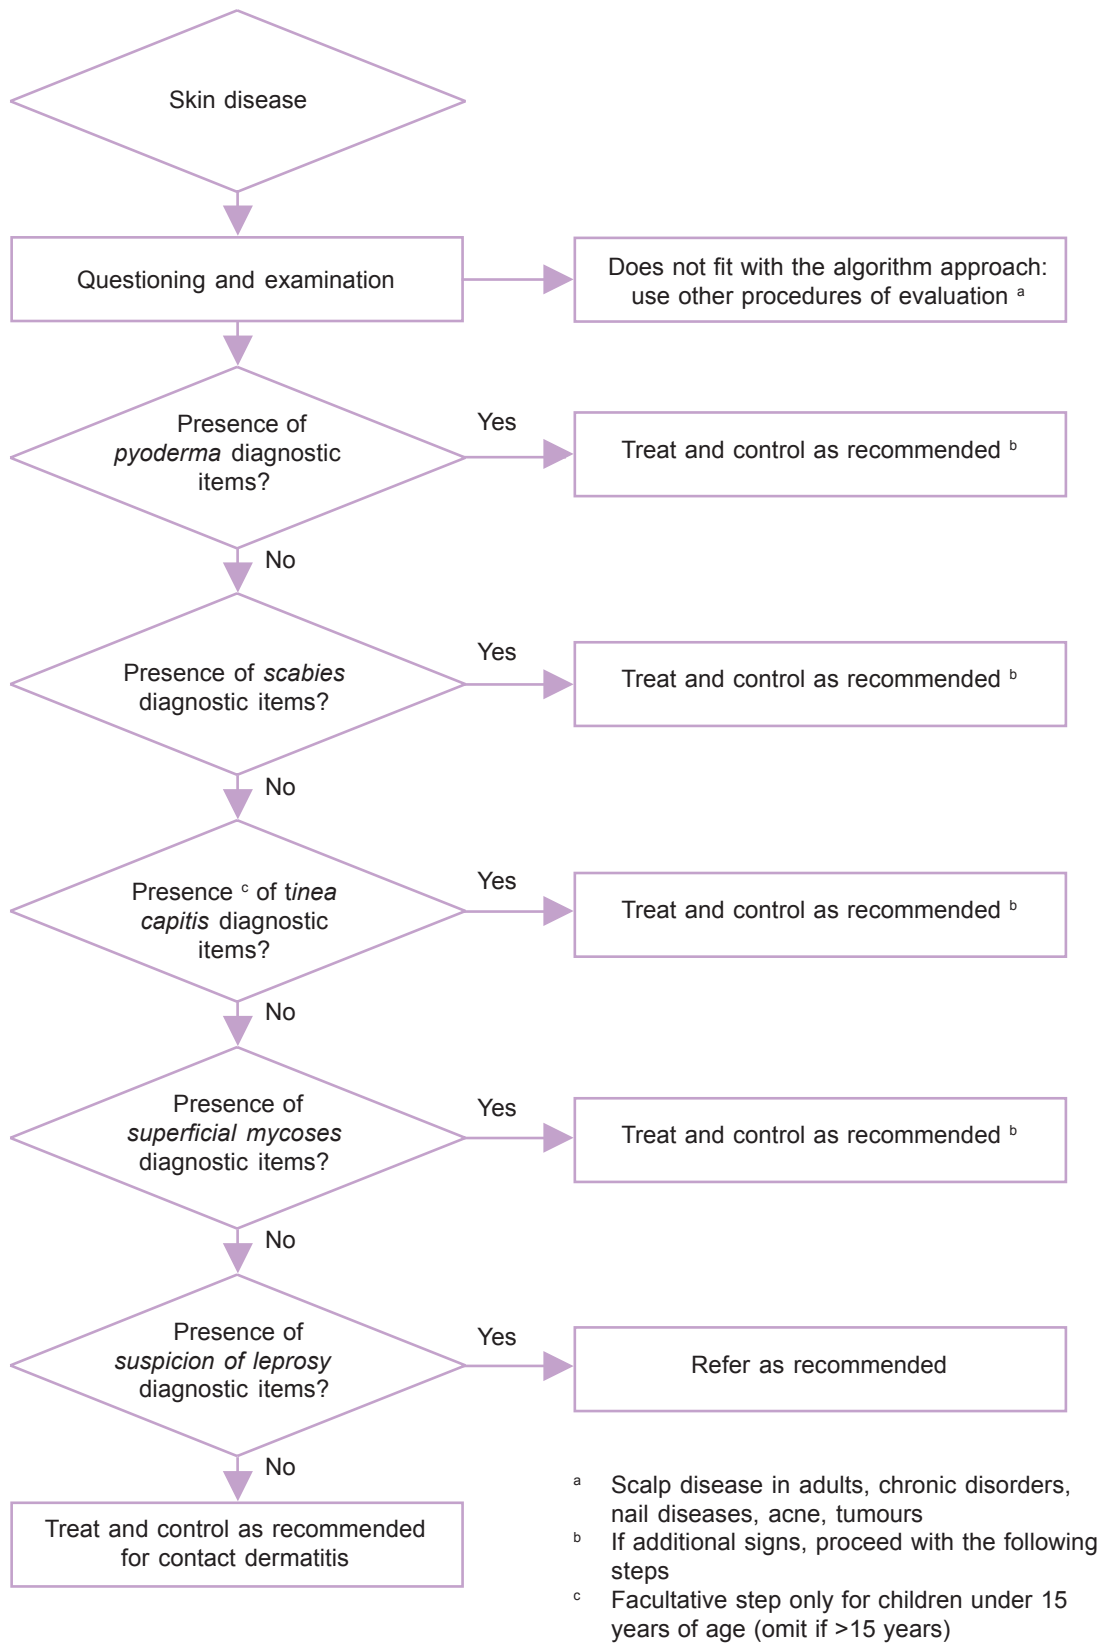 Skin disease
Questioning and examination
Does not fit with the algorithm approach:
use other procedures of evaluation a
Presence of
pyoderma diagnostic
items?
Yes
Treat and control as recommended b
No
Presence of scabies
diagnostic items?
Yes
Treat and control as recommended b
No
Presence c of tinea
capitis diagnostic
items?
Yes
Treat and control as recommended b
No
Presence of
superficial mycoses
diagnostic items?
Yes
Treat and control as recommended b
No
Presence of
suspicion of leprosy
diagnostic items?
Yes
Refer as recommended
No
Treat and control as recommended
for contact dermatitis
a Scalp disease in adults, chronic disorders,
nail diseases, acne, tumours
b If additional signs, proceed with the following
steps
c Facultative step only for children under 15
years of age (omit if >15 years)